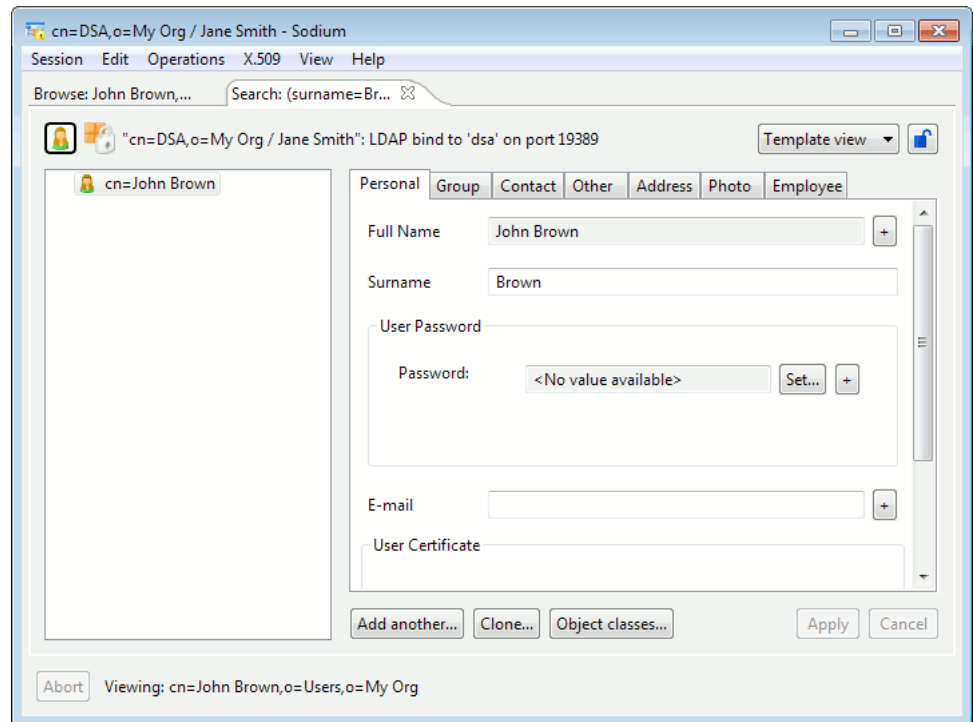 cn=DSA,o=My Org / Jane Smith - Sodium
Session Edit Operations X.509 View Help
Browse: John Brown,... Search: (surname=Br...
"cn=DSA,o=My Org / Jane Smith": LDAP bind to 'dsa' on port 19389 Template view
cn=John Brown
Personal Group Contact Other Address Photo Employee
Full Name John Brown +
Surname Brown
User Password
Password: <No value available> Set... +
E-mail +
User Certificate
Add another... Clone... Object classes... Apply Cancel
Abort Viewing: cn=John Brown,o=Users,o=My Org